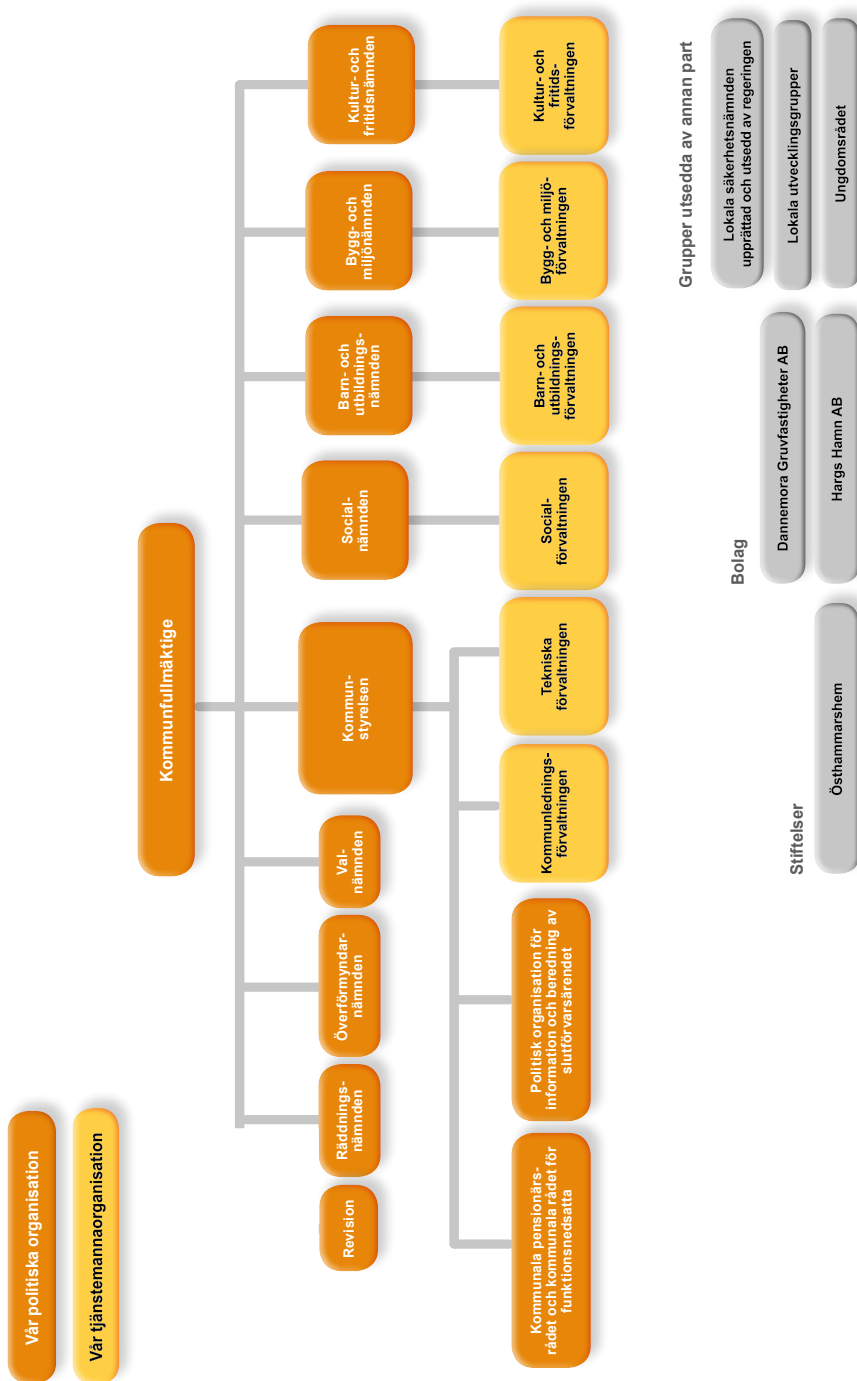 Vår politiska organisation
Vår tjänstemannaorganisation
Kommunfullmäktige
Revision
Räddnings-
nämnden
Överförmyndar-
nämnden
Val-
nämnden
Kommun-
styrelsen
Social-
nämnden
Barn- och
utbildnings-
nämnden
Bygg- och
miljönämnden
Kultur- och
fritidsnämnden
Kommunala pensionärs-
rådet och kommunala rådet för
funktionsnedsatta
Politisk organisation för
information och beredning av
slutförvarsärendet
Kommunlednings-
förvaltningen
Tekniska
förvaltningen
Social-
förvaltningen
Barn- och
utbildnings-
förvaltningen
Bygg- och miljö-
förvaltningen
Kultur- och
fritids-
förvaltningen
Stiftelser
Östhammarshem
Bolag
Dannemora Gruvfastigheter AB
Hargs Hamn AB
Grupper utsedda av annan part
Lokala säkerhetsnämnden
upprättad och utsedd av regeringen
Lokala utvecklingsgrupper
Ungdomsrådet